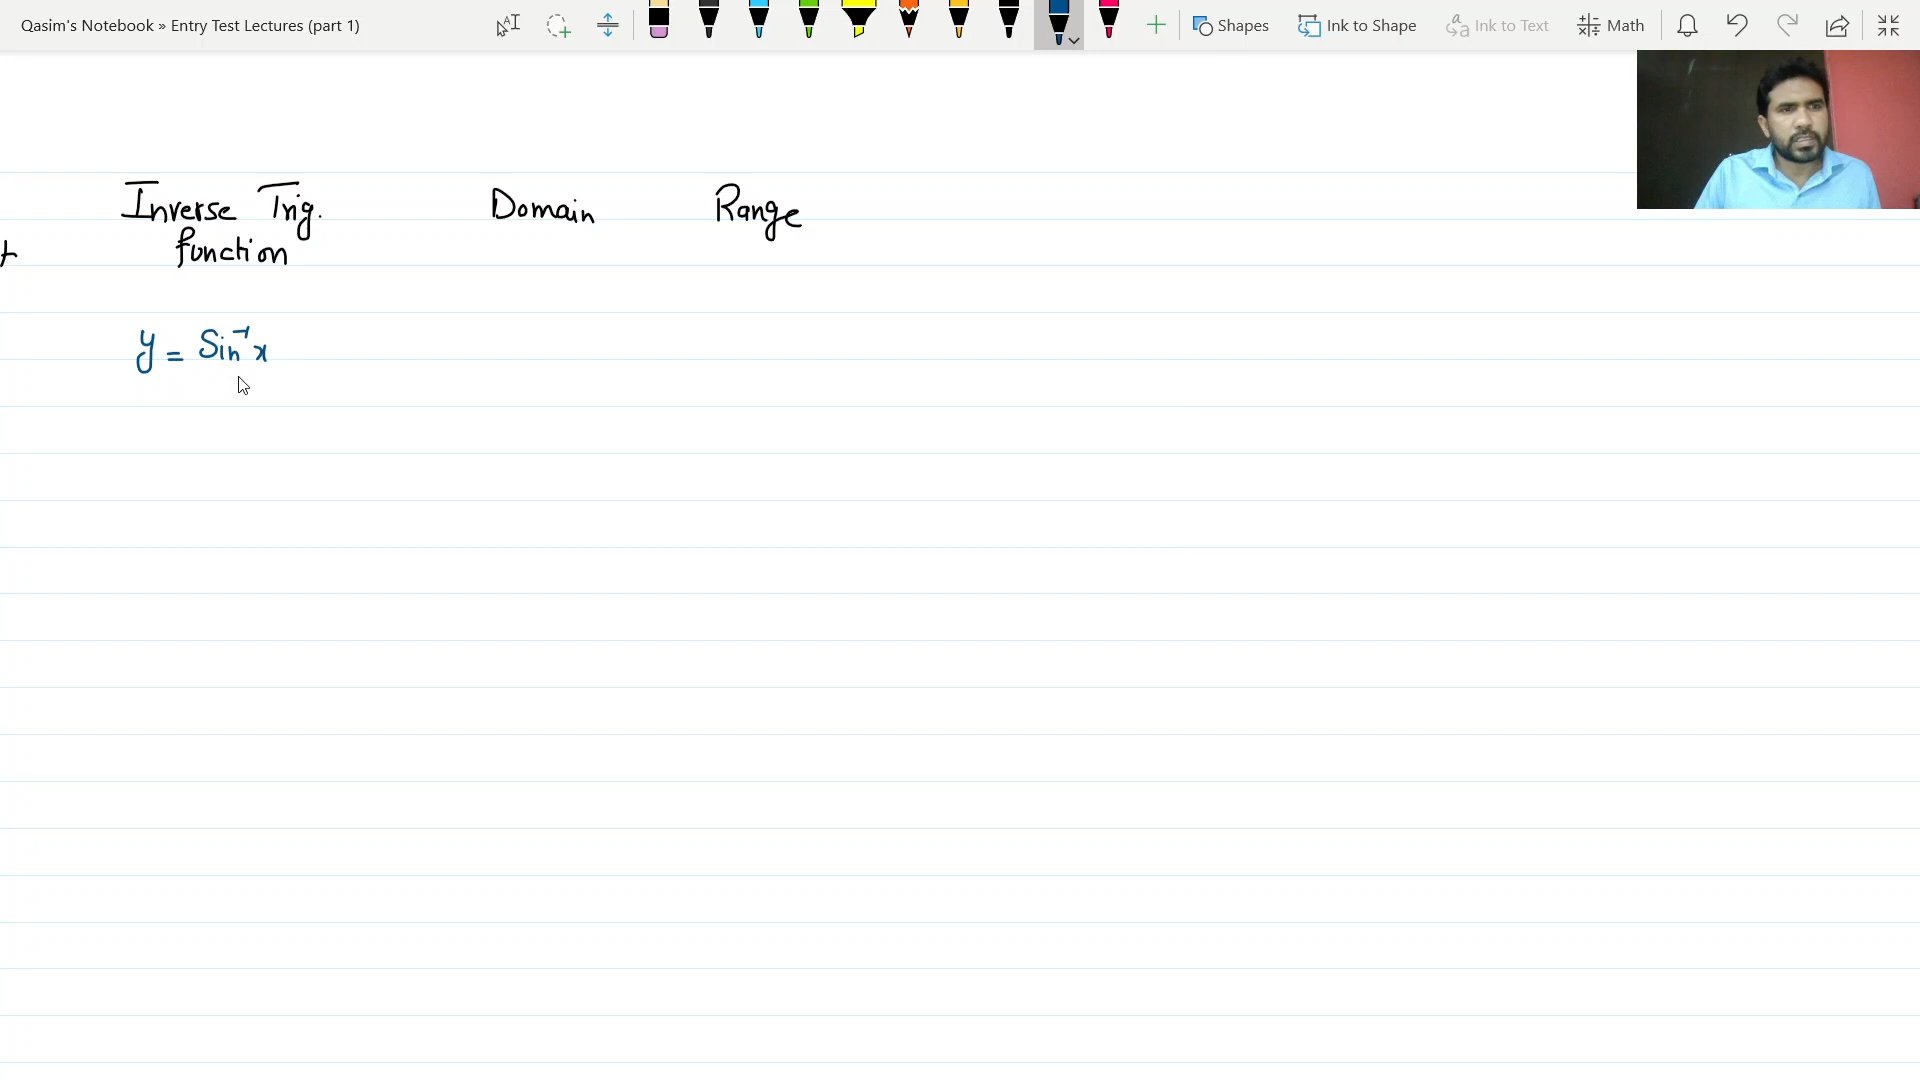 Qasim's Notebook » Entry Test Lectures (part 1)
Shapes
Ink to Shape
Ink to Text
Math
Inverse Trig. Domain Range
function
y = Sin⁻¹x